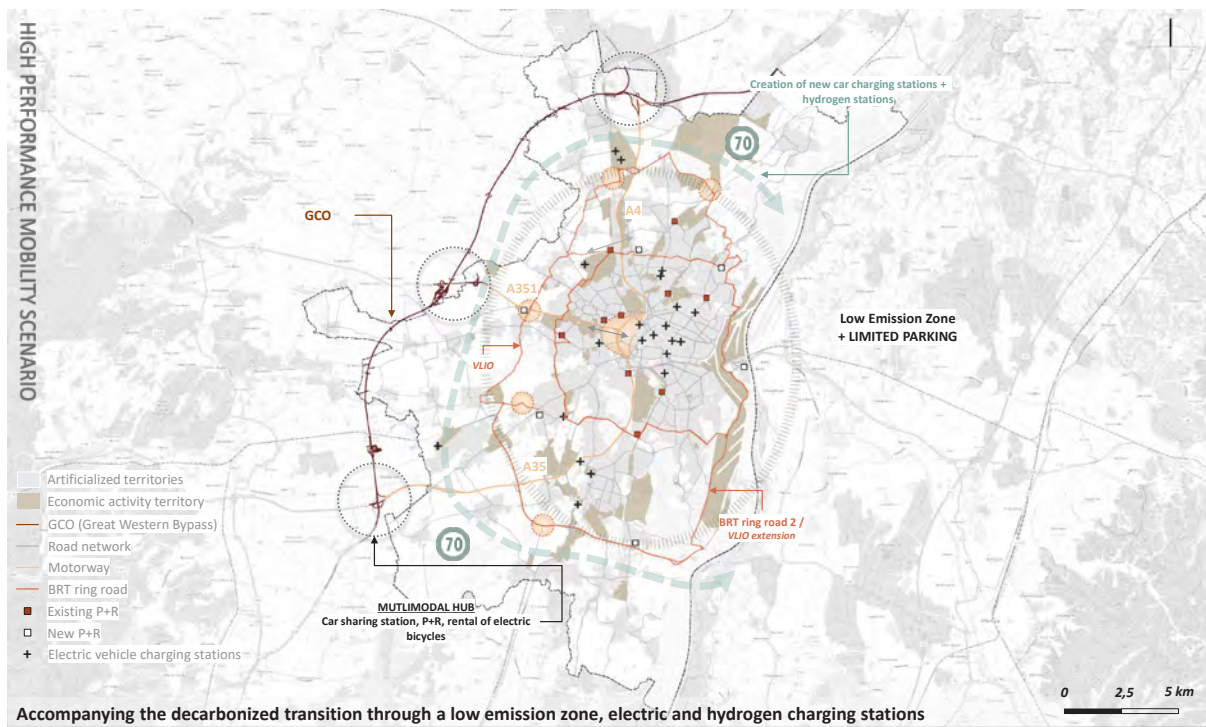 HIGH PERFORMANCE MOBILITY SCENARIO
Creation of new car charging stations +
hydrogen stations
70
A4
GCO
A351
Low Emission Zone
+ LIMITED PARKING
VLIO
A35
BRT ring road 2 /
VLIO extension
70
MUTLIMODAL HUB
Car sharing station, P+R, rental of electric
bicycles
Artificialized territories
Economic activity territory
GCO (Great Western Bypass)
Road network
Motorway
BRT ring road
Existing P+R
New P+R
Electric vehicle charging stations
0 2,5 5 km
Accompanying the decarbonized transition through a low emission zone, electric and hydrogen charging stations